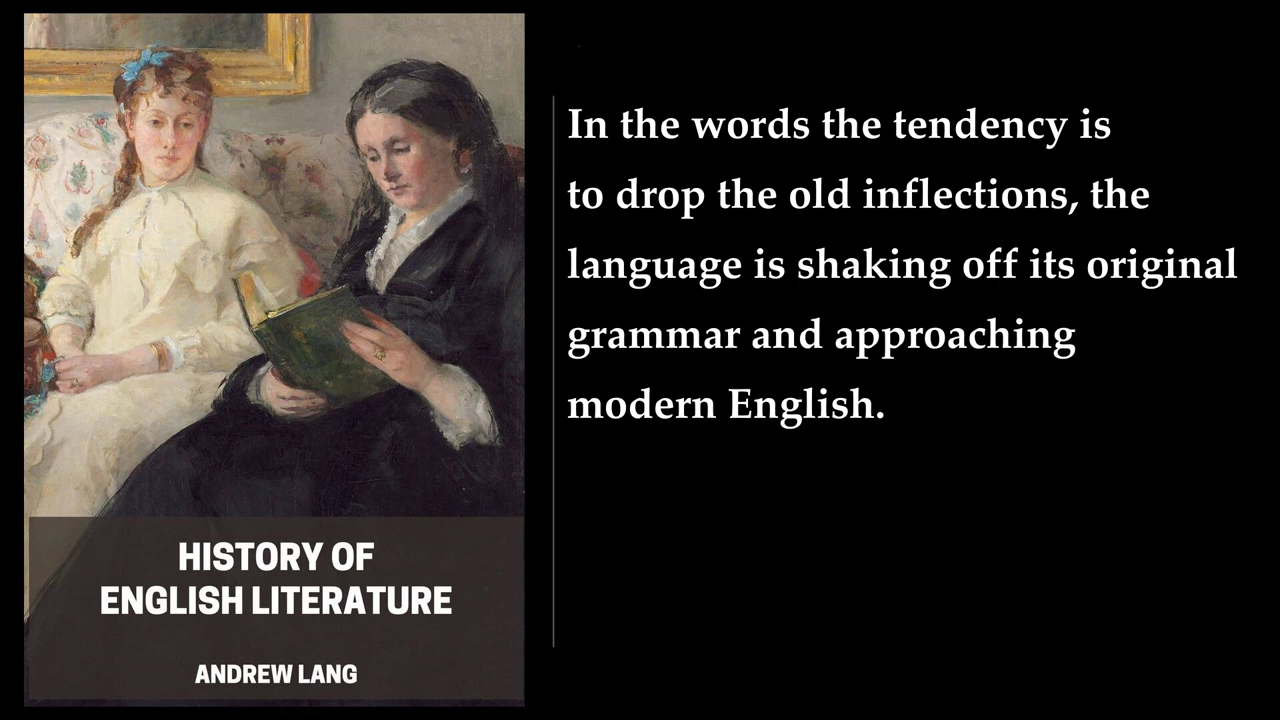 HISTORY OF
ENGLISH LITERATURE
ANDREW LANG
In the words the tendency is
to drop the old inflections, the
language is shaking off its original
grammar and approaching
modern English.